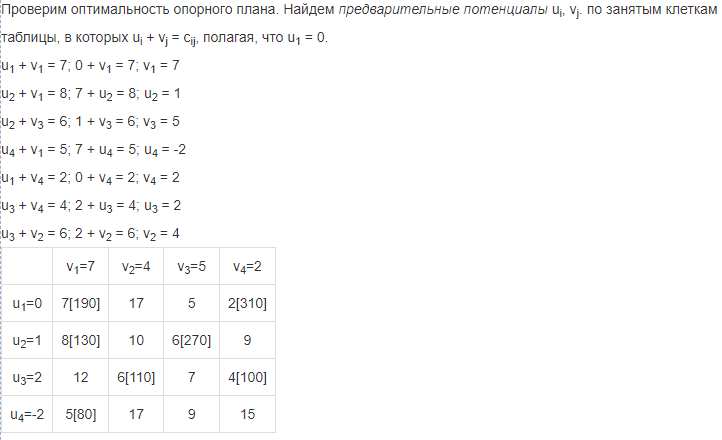 Проверим оптимальность опорного плана. Найдем предварительные потенциалы uᵢ, vⱼ. по занятым клеткам
таблицы, в которых uᵢ + vⱼ = cᵢⱼ, полагая, что u₁ = 0.
u₁ + v₁ = 7; 0 + v₁ = 7; v₁ = 7
u₂ + v₁ = 8; 7 + u₂ = 8; u₂ = 1
u₂ + v₃ = 6; 1 + v₃ = 6; v₃ = 5
u₄ + v₁ = 5; 7 + u₄ = 5; u₄ = -2
u₁ + v₄ = 2; 0 + v₄ = 2; v₄ = 2
u₃ + v₄ = 4; 2 + u₃ = 4; u₃ = 2
u₃ + v₂ = 6; 2 + v₂ = 6; v₂ = 4
v₁=7 v₂=4 v₃=5 v₄=2
u₁=0 7[190] 17 5 2[310]
u₂=1 8[130] 10 6[270] 9
u₃=2 12 6[110] 7 4[100]
u₄=-2 5[80] 17 9 15